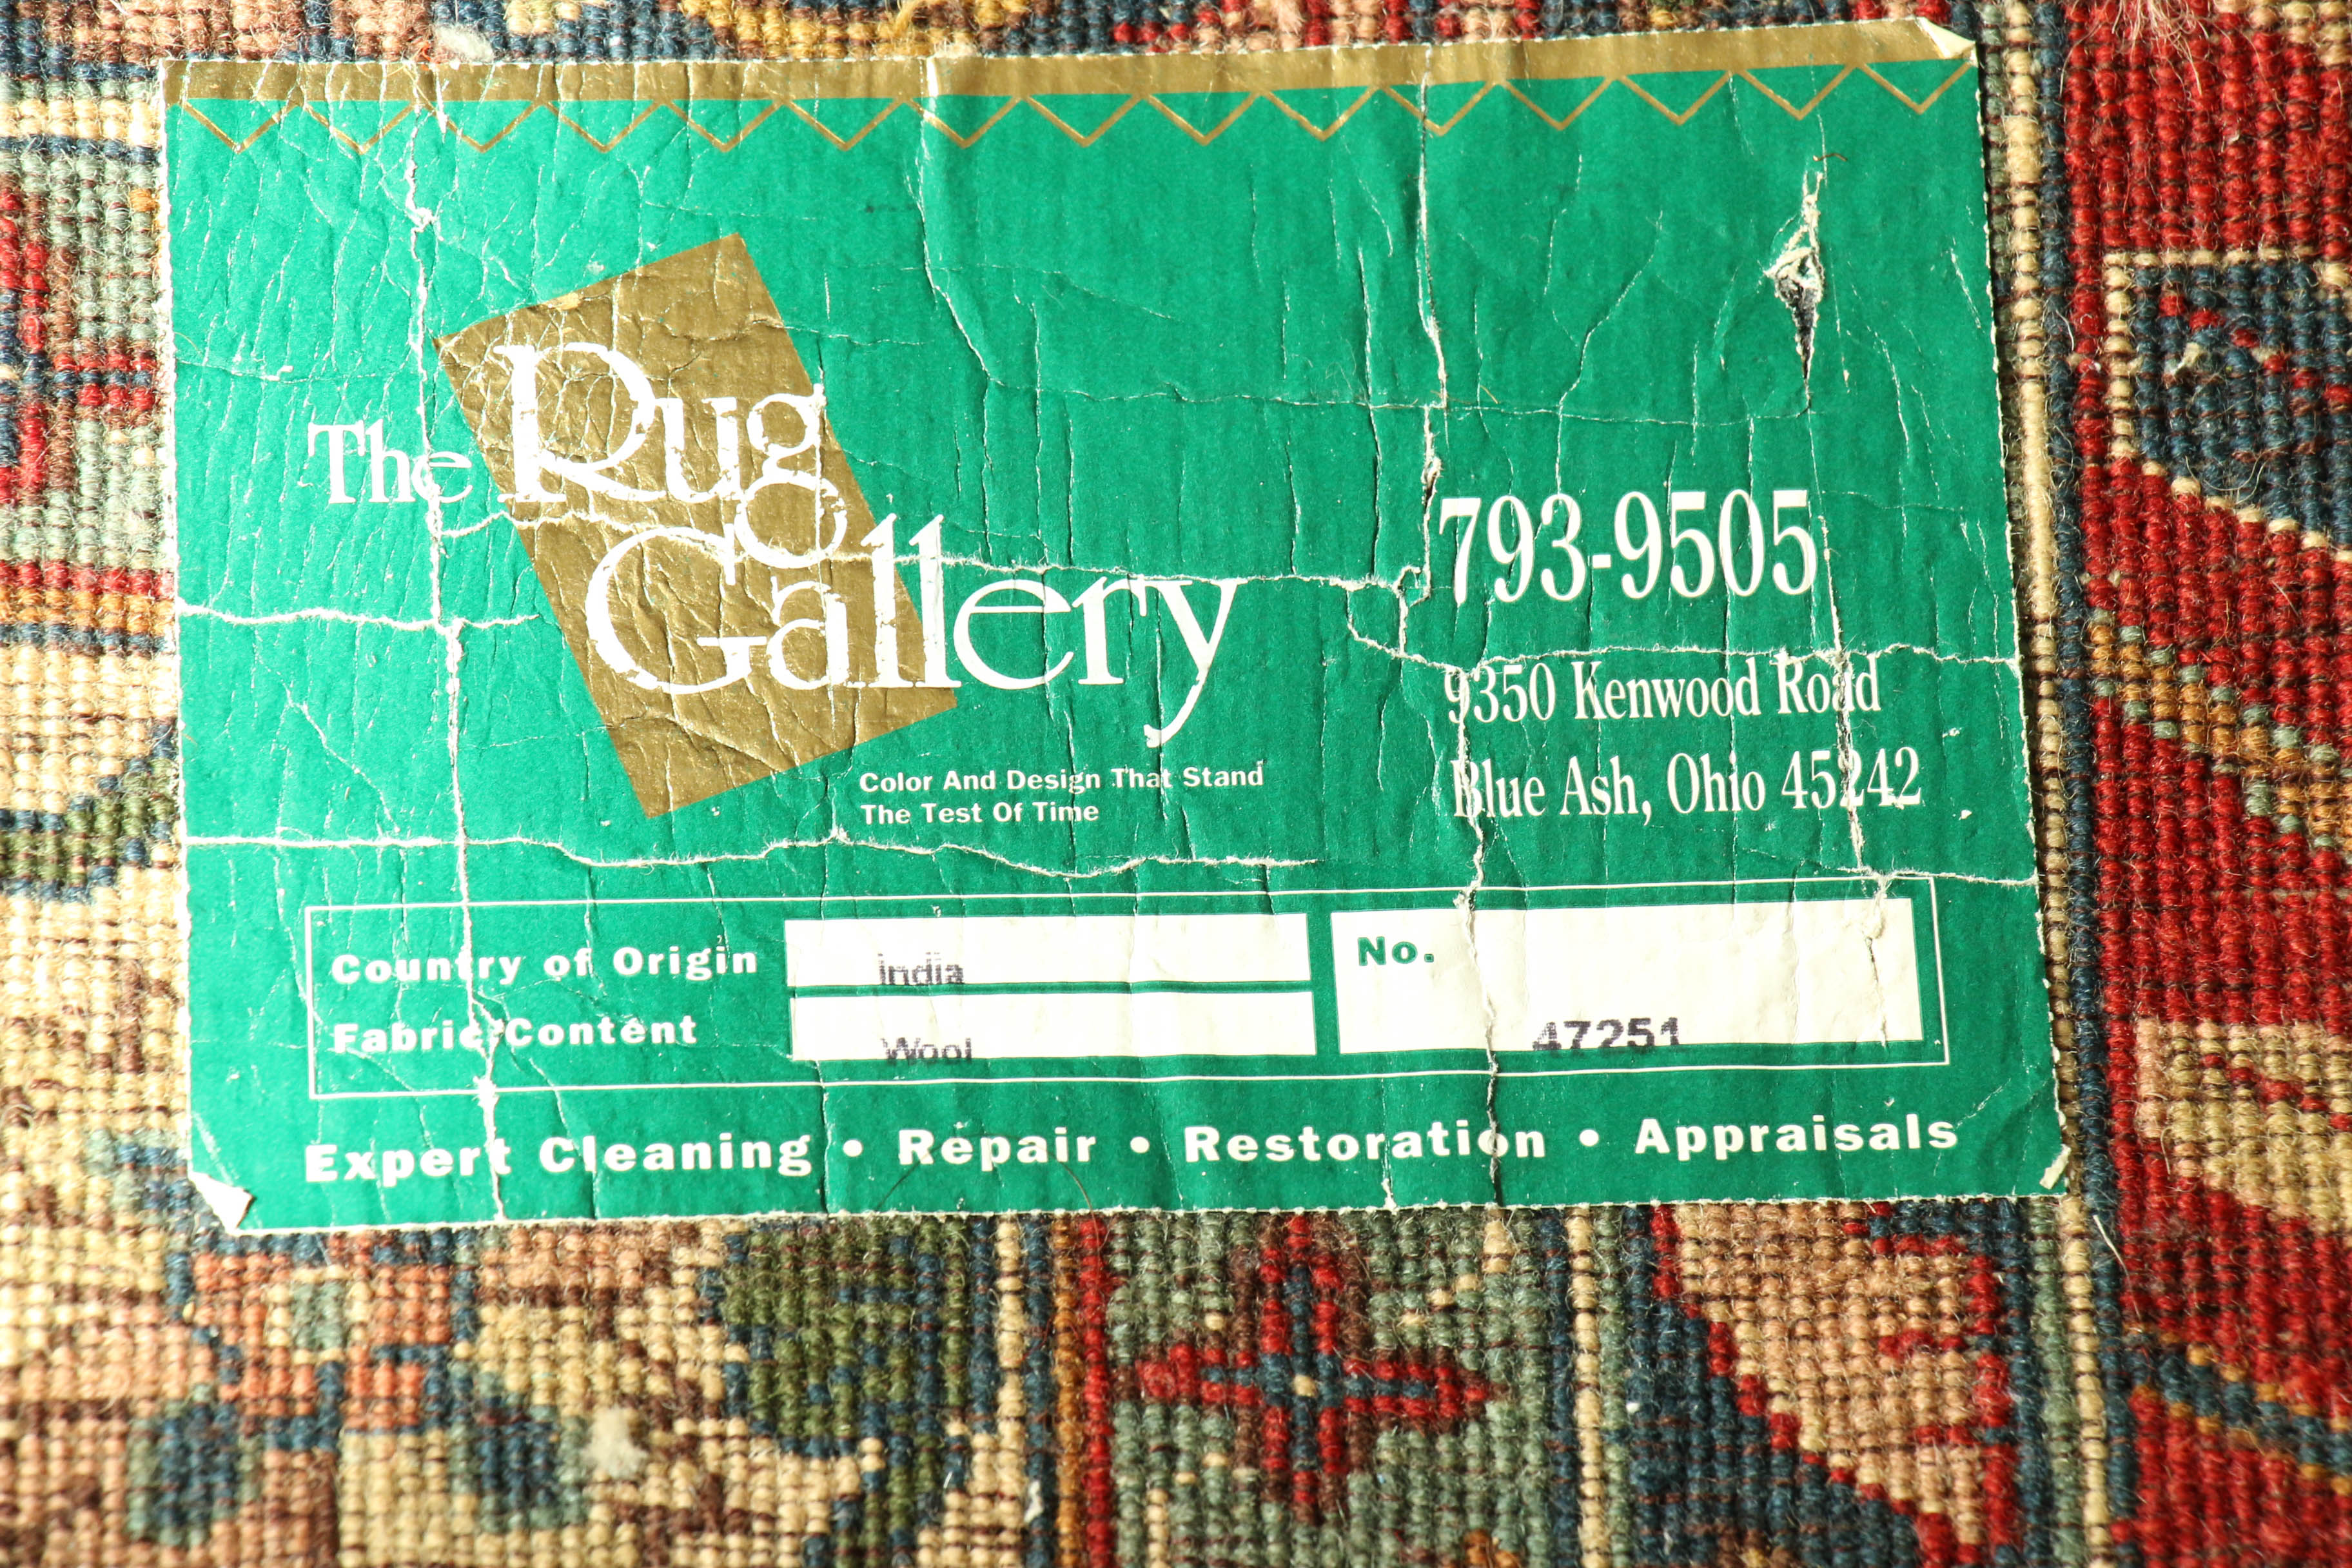 The Rug
Gallery
Color And Design That Stand
The Test Of Time
793-9505
9350 Kenwood Road
Blue Ash, Ohio 45242
Country of Origin india
Fabric Content Wool
No. 47251
Expert Cleaning • Repair • Restoration • Appraisals